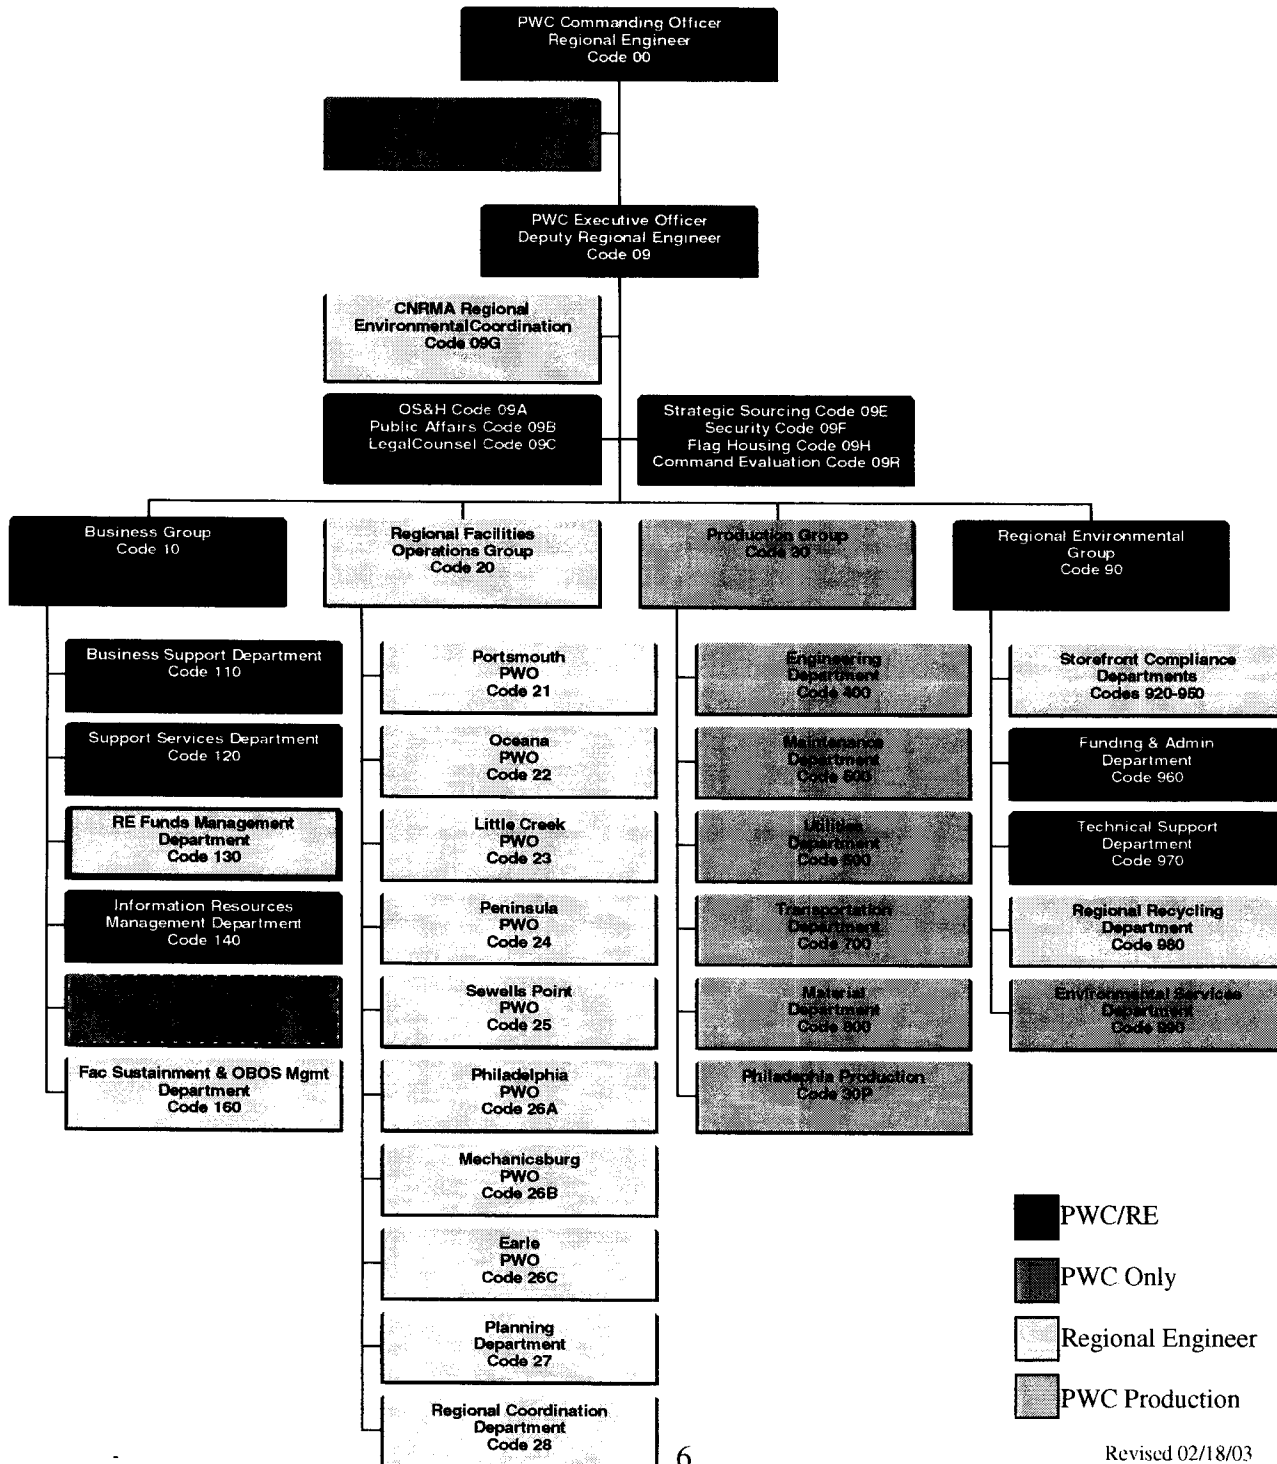 PWC Commanding Officer
Regional Engineer
Code 00
PWC Executive Officer
Deputy Regional Engineer
Code 09
CNRMA Regional
EnvironmentalCoordination
Code 09G
OS&H Code 09A
Public Affairs Code 09B
LegalCounsel Code 09C
Strategic Sourcing Code 09E
Security Code 09F
Flag Housing Code 09H
Command Evaluation Code 09R
Business Group
Code 10
Regional Facilities
Operations Group
Code 20
Production Group
Code 30
Regional Environmental
Group
Code 90
Business Support Department
Code 110
Support Services Department
Code 120
RE Funds Management
Department
Code 130
Information Resources
Management Department
Code 140
Fac Sustainment & OBOS Mgmt
Department
Code 160
Portsmouth
PWO
Code 21
Oceana
PWO
Code 22
Little Creek
PWO
Code 23
Peninsula
PWO
Code 24
Sewells Point
PWO
Code 25
Philadelphia
PWO
Code 26A
Mechanicsburg
PWO
Code 26B
Earle
PWO
Code 26C
Planning
Department
Code 27
Regional Coordination
Department
Code 28
Engineering
Department
Code 400
Maintenance
Department
Code
Utilities
Department
Code
Transportation
Department
Code 700
Material
Department
Code
Philadephia Production
Code 30P
Storefront Compliance
Departments
Codes 920-950
Funding & Admin
Department
Code 960
Technical Support
Department
Code 970
Regional Recycling
Department
Code 980
Environmental Services
Department
Code 990
PWC/RE
PWC Only
Regional Engineer
PWC Production
6
Revised 02/18/03